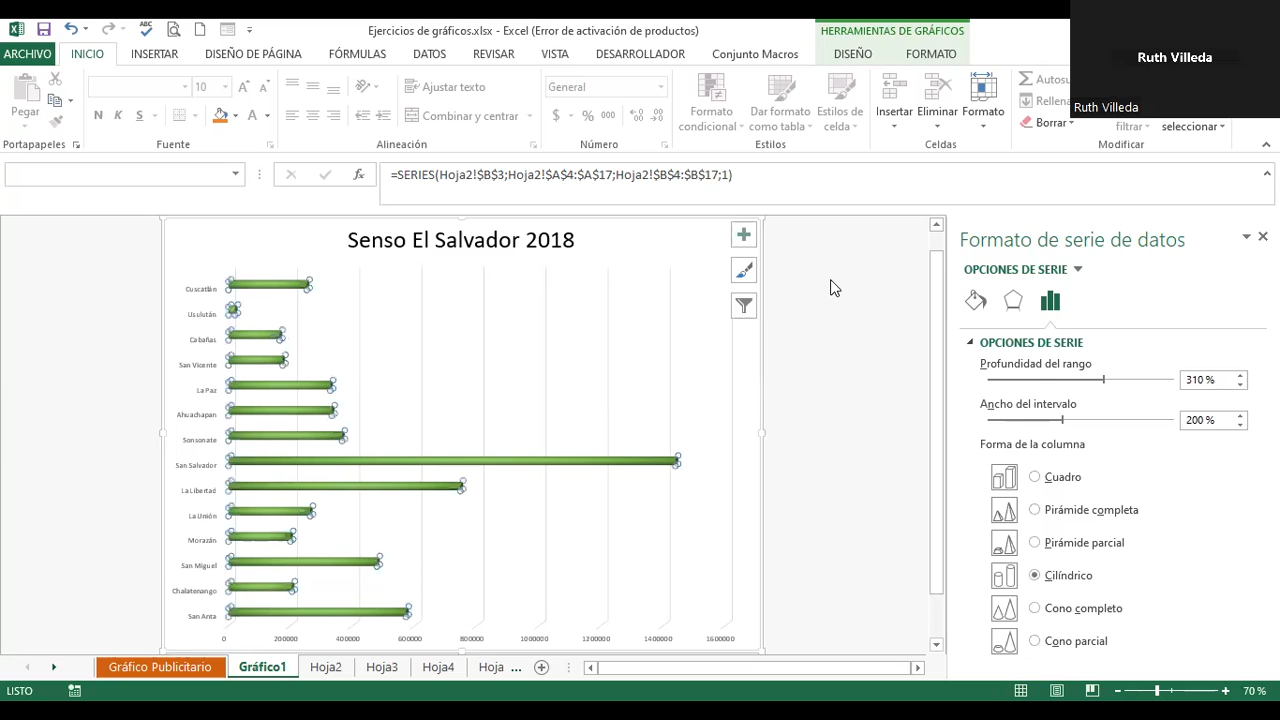 Ejercicios de gráficos.xlsx - Excel (Error de activación de productos)
HERRAMIENTAS DE GRÁFICOS
Ruth Villeda
Ruth Villeda
ARCHIVO INICIO INSERTAR DISEÑO DE PÁGINA FÓRMULAS DATOS REVISAR VISTA DESARROLLADOR Conjunto Macros DISEÑO FORMATO
Pegar
10
N K S
Ajustar texto
Combinar y centrar
General
$ % 000
Formato
condicional
Dar formato
como tabla
Estilos de
celda
Insertar Eliminar Formato
Autosu
Rellena
Borrar
filtrar
seleccionar
Portapapeles Fuente Alineación Número Estilos Celdas Modificar
fx
=SERIES(Hoja2!$B$3;Hoja2!$A$4:$A$17;Hoja2!$B$4:$B$17;1)
Senso El Salvador 2018
Cuscatlán
Usulután
Cabañas
San Vicente
La Paz
Ahuachapan
Sonsonate
San Salvador
La Libertad
La Unión
Morazán
San Miguel
Chalatenango
San Anta
0 200000 400000 600000 800000 1000000 1200000 1400000 1600000
Formato de serie de datos
OPCIONES DE SERIE
OPCIONES DE SERIE
Profundidad del rango
310 %
Ancho del intervalo
200 %
Forma de la columna
Cuadro
Pirámide completa
Pirámide parcial
Cilíndrico
Cono completo
Cono parcial
Gráfico Publicitario Gráfico1 Hoja2 Hoja3 Hoja4 Hoja ...
LISTO
70 %